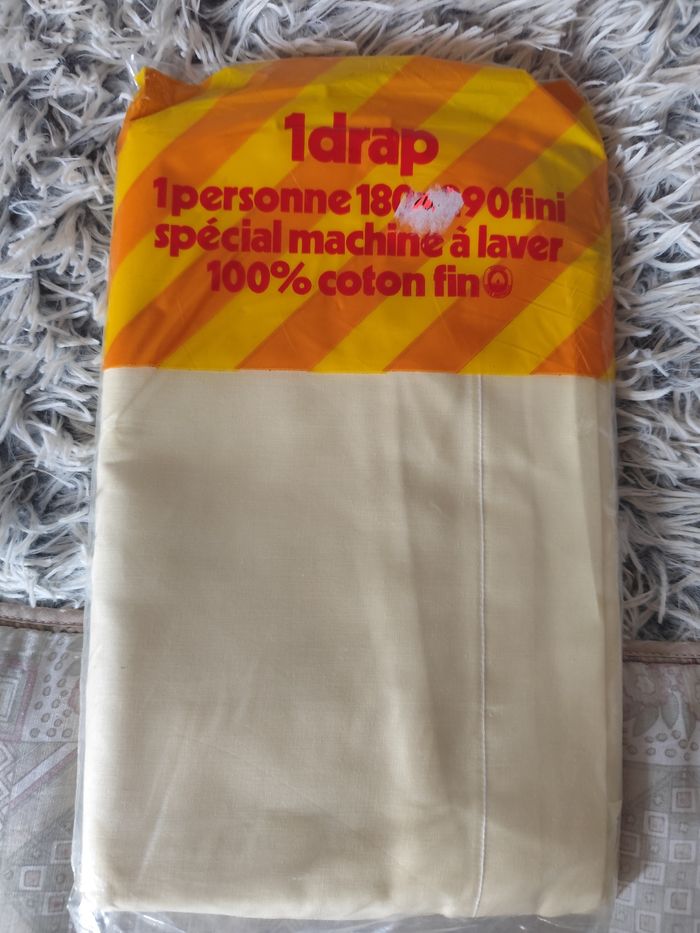 1drap
1personne 180 90fini
spécial machine à laver
100% coton fin